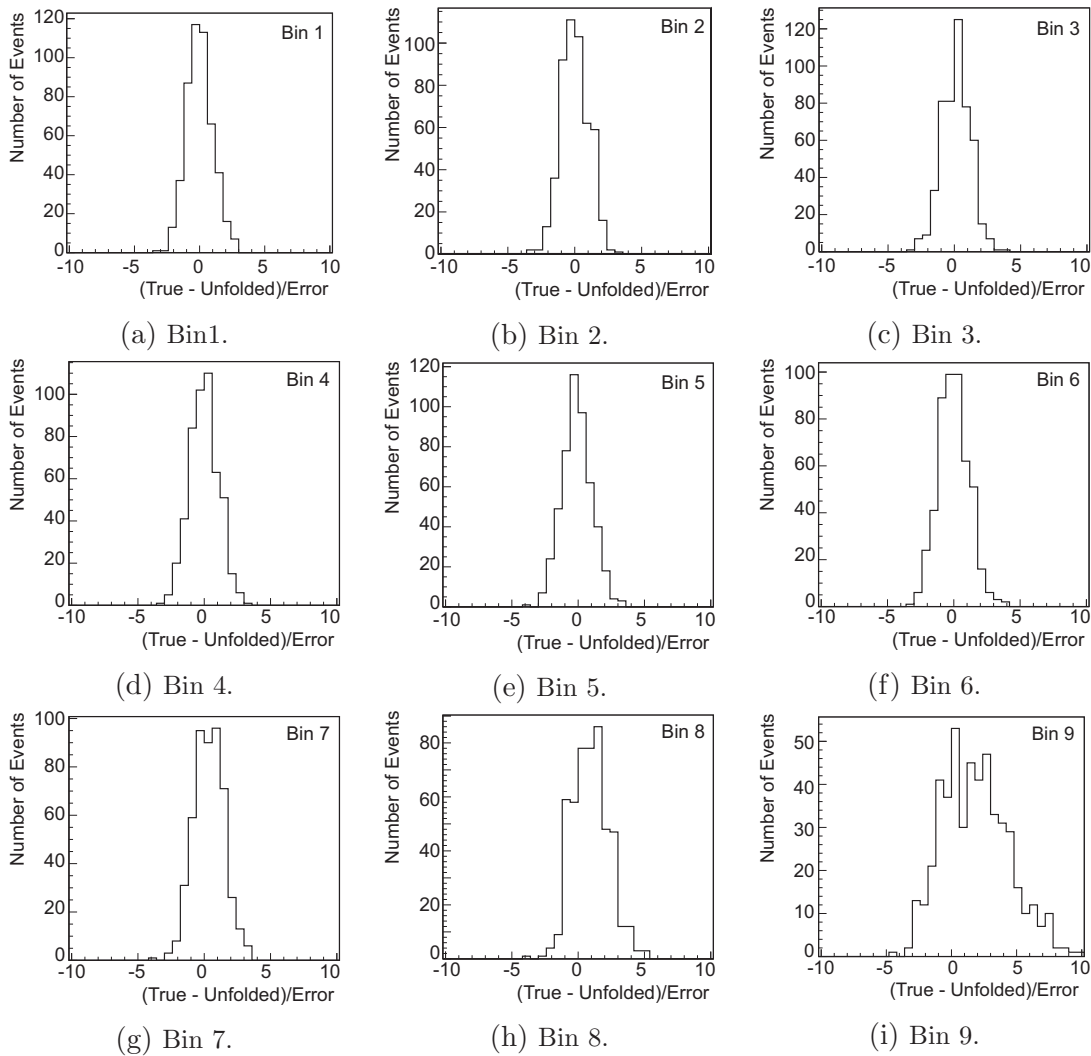 Number of Events
120
100
80
60
40
20
0
Bin 1
-10
-5
0
5
10
(True - Unfolded)/Error
(a) Bin1.
Number of Events
100
80
60
40
20
0
Bin 2
-10
-5
0
5
10
(True - Unfolded)/Error
(b) Bin 2.
Number of Events
120
100
80
60
40
20
0
Bin 3
-10
-5
0
5
10
(True - Unfolded)/Error
(c) Bin 3.
Number of Events
100
80
60
40
20
0
Bin 4
-10
-5
0
5
10
(True - Unfolded)/Error
(d) Bin 4.
Number of Events
120
100
80
60
40
20
0
Bin 5
-10
-5
0
5
10
(True - Unfolded)/Error
(e) Bin 5.
Number of Events
100
80
60
40
20
0
Bin 6
-10
-5
0
5
10
(True - Unfolded)/Error
(f) Bin 6.
Number of Events
100
80
60
40
20
0
Bin 7
-10
-5
0
5
10
(True - Unfolded)/Error
(g) Bin 7.
Number of Events
80
60
40
20
0
Bin 8
-10
-5
0
5
10
(True - Unfolded)/Error
(h) Bin 8.
Number of Events
50
40
30
20
10
0
Bin 9
-10
-5
0
5
10
(True - Unfolded)/Error
(i) Bin 9.